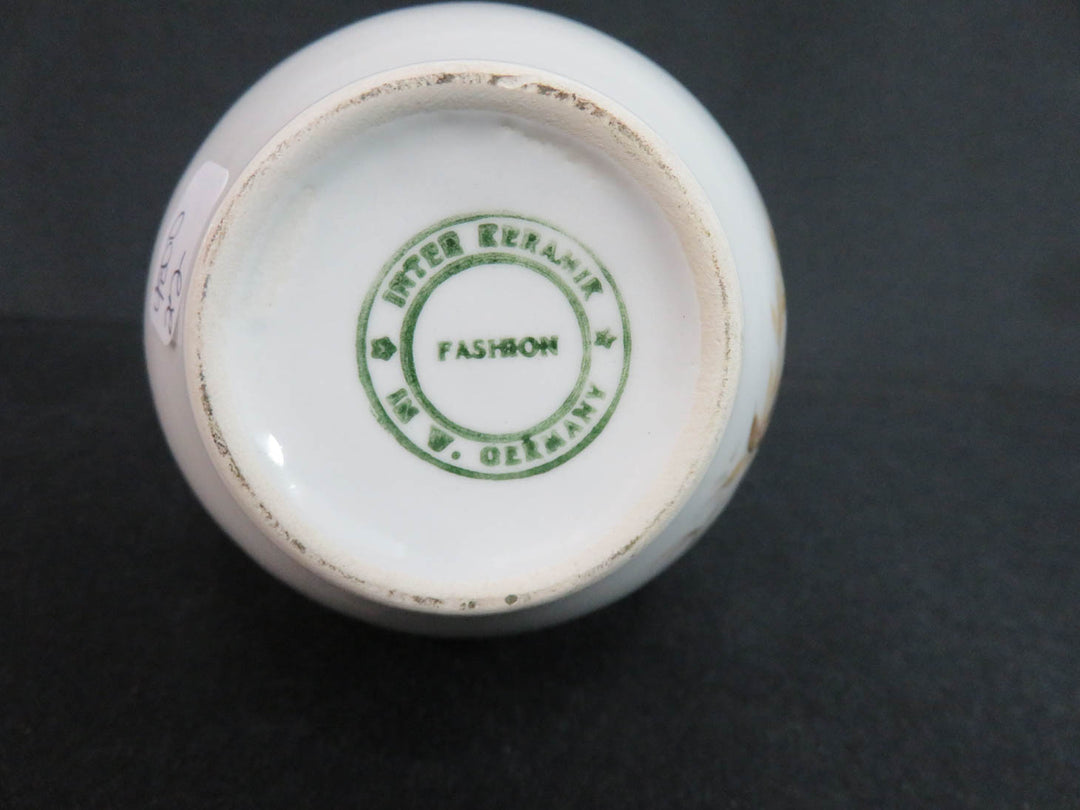 INTER KERAMIK
FASHION
IN W. GERMANY